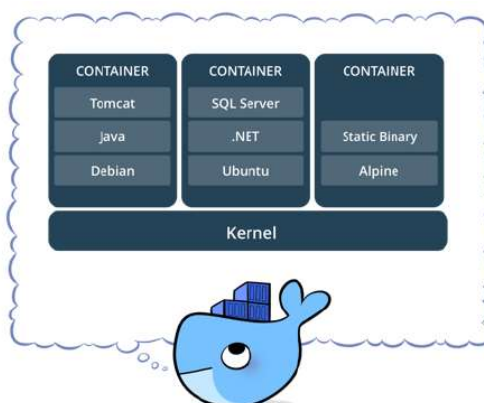 CONTAINER
Tomcat
Java
Debian
CONTAINER
SQL Server
.NET
Ubuntu
CONTAINER
Static Binary
Alpine
Kernel